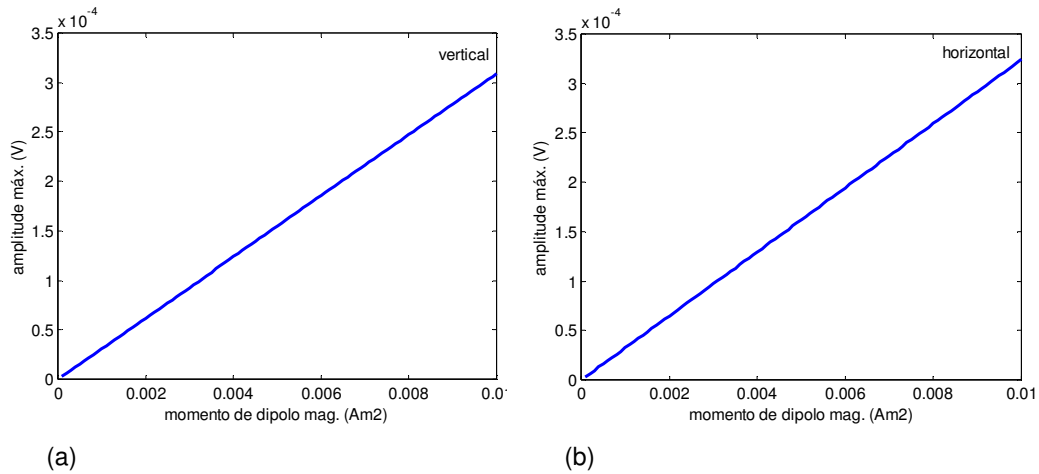 x 10-4
3.5
3
2.5
2
1.5
1
0.5
0
vertical
amplitude máx. (V)
0 0.002 0.004 0.006 0.008 0.0
momento de dipolo mag. (Am2)
(a)
x 10-4
3.5
3
2.5
2
1.5
1
0.5
0
horizontal
amplitude máx. (V)
0 0.002 0.004 0.006 0.008 0.01
momento de dipolo mag. (Am2)
(b)